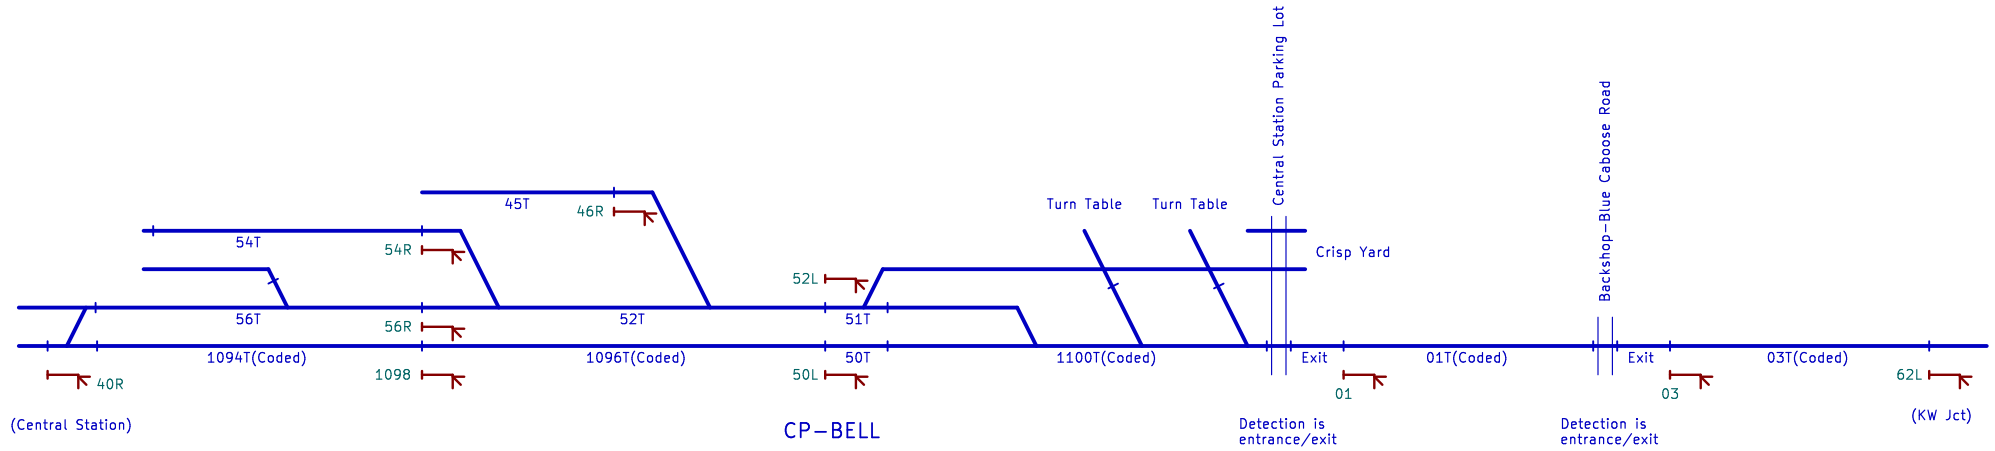 Central Station Parking Lot
Backshop-Blue Caboose Road
45T
46R
Turn Table
Turn Table
54T
54R
Crisp Yard
52L
56T
56R
52T
51T
1094T(Coded)
1096T(Coded)
50T
1100T(Coded)
Exit
01T(Coded)
Exit
03T(Coded)
40R
1098
50L
01
03
62L
(Central Station)
CP-BELL
Detection is
entrance/exit
Detection is
entrance/exit
(KW Jct)